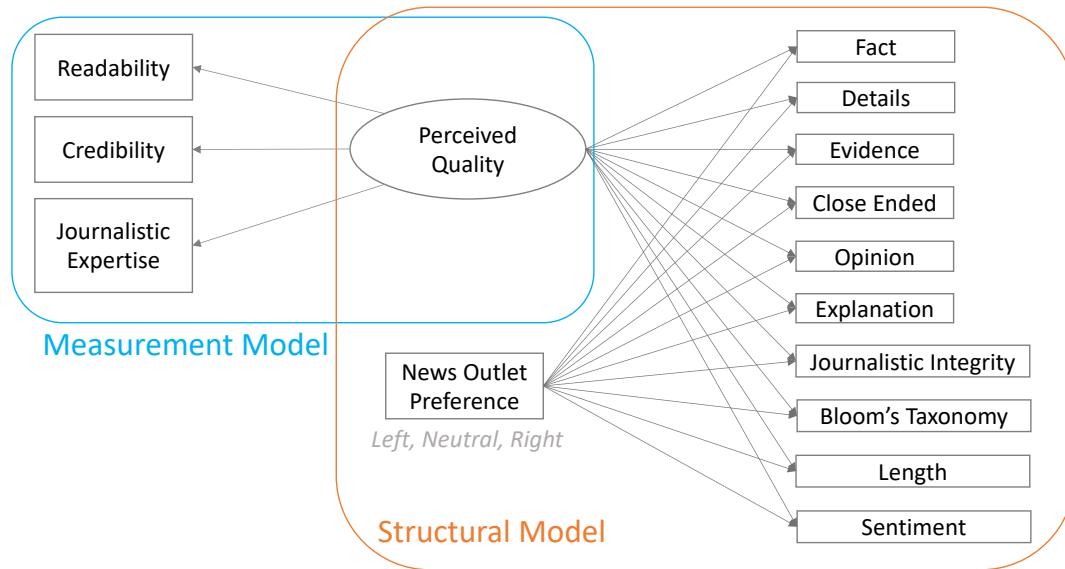 Readability
Credibility
Journalistic
Expertise
Measurement Model
Perceived
Quality
News Outlet
Preference
Left, Neutral, Right
Structural Model
Fact
Details
Evidence
Close Ended
Opinion
Explanation
Journalistic Integrity
Bloom’s Taxonomy
Length
Sentiment